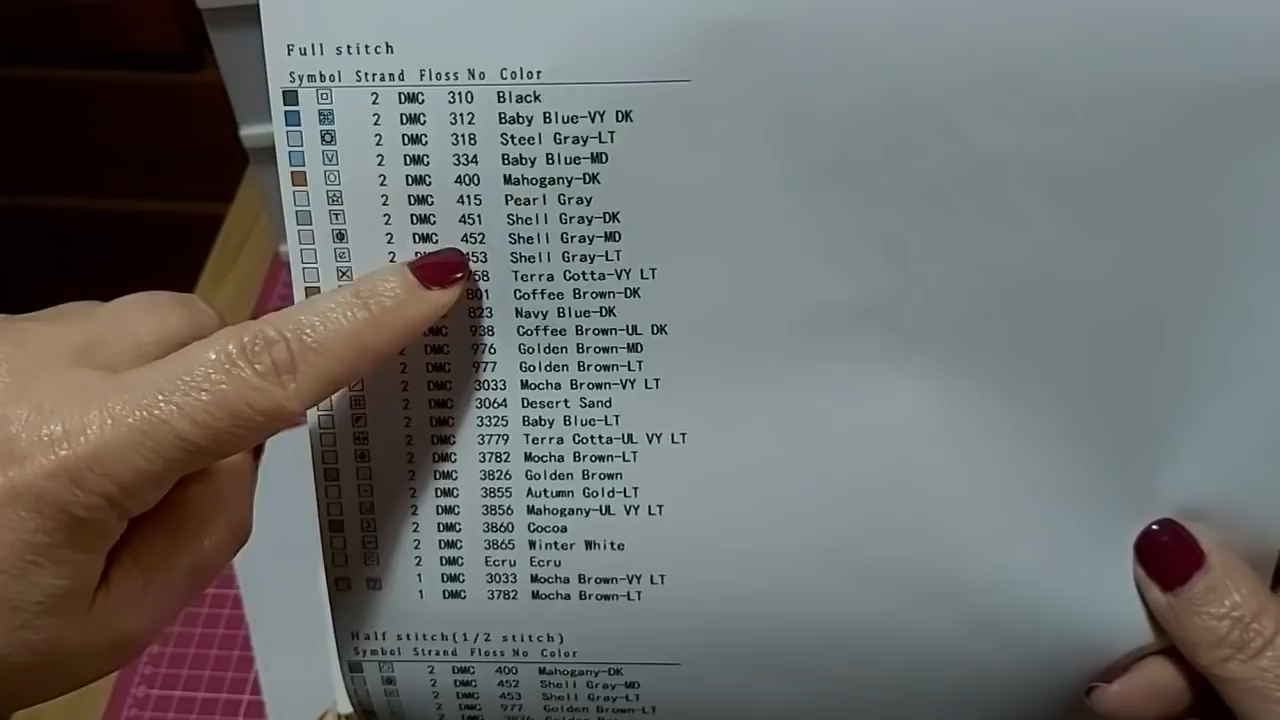 Full stitch
Symbol Strand Floss No Color
2 DMC 310 Black
2 DMC 312 Baby Blue-VY DK
2 DMC 318 Steel Gray-LT
2 DMC 334 Baby Blue-MD
2 DMC 400 Mahogany-DK
2 DMC 415 Pearl Gray
T 2 DMC 451 Shell Gray-DK
2 DMC 452 Shell Gray-MD
2 453 Shell Gray-LT
758 Terra Cotta-VY LT
801 Coffee Brown-DK
823 Navy Blue-DK
DMC 938 Coffee Brown-UL DK
2 DMC 976 Golden Brown-MD
2 DMC 977 Golden Brown-LT
2 DMC 3033 Mocha Brown-VY LT
# 2 DMC 3064 Desert Sand
2 DMC 3325 Baby Blue-LT
2 DMC 3779 Terra Cotta-UL VY LT
2 DMC 3782 Mocha Brown-LT
2 DMC 3826 Golden Brown
2 DMC 3855 Autumn Gold-LT
2 DMC 3856 Mahogany-UL VY LT
2 DMC 3860 Cocoa
2 DMC 3865 Winter White
2 DMC Ecru Ecru
1 DMC 3033 Mocha Brown-VY LT
1 DMC 3782 Mocha Brown-LT
Half stitch(1/2 stitch)
Symbol Strand Floss No Color
2 DMC 400 Mahogany-DK
2 DMC 452 Shell Gray-MD
2 DMC 453 Shell Gray-LT
2 DMC 977 Golden Brown-LT